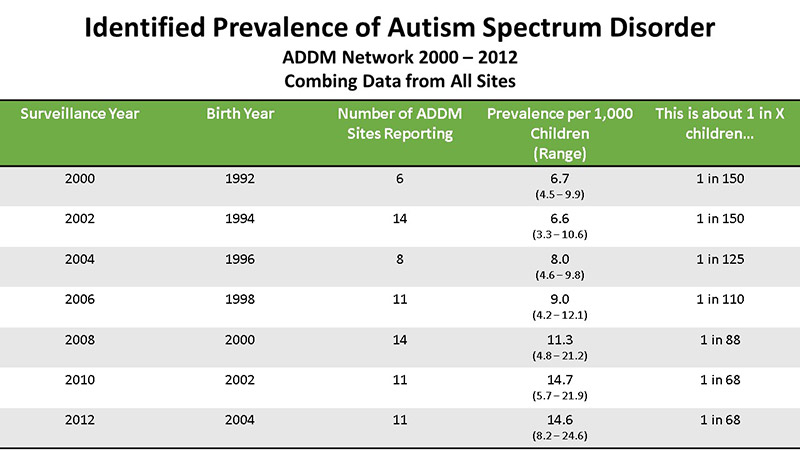 Identified Prevalence of Autism Spectrum Disorder
ADDM Network 2000 – 2012
Combing Data from All Sites
Surveillance Year Birth Year Number of ADDM Sites Reporting Prevalence per 1,000 Children (Range) This is about 1 in X children…
2000 1992 6 6.7 1 in 150
(4.5 – 9.9)
2002 1994 14 6.6 1 in 150
(3.3 – 10.6)
2004 1996 8 8.0 1 in 125
(4.6 – 9.8)
2006 1998 11 9.0 1 in 110
(4.2 – 12.1)
2008 2000 14 11.3 1 in 88
(4.8 – 21.2)
2010 2002 11 14.7 1 in 68
(5.7 – 21.9)
2012 2004 11 14.6 1 in 68
(8.2 – 24.6)